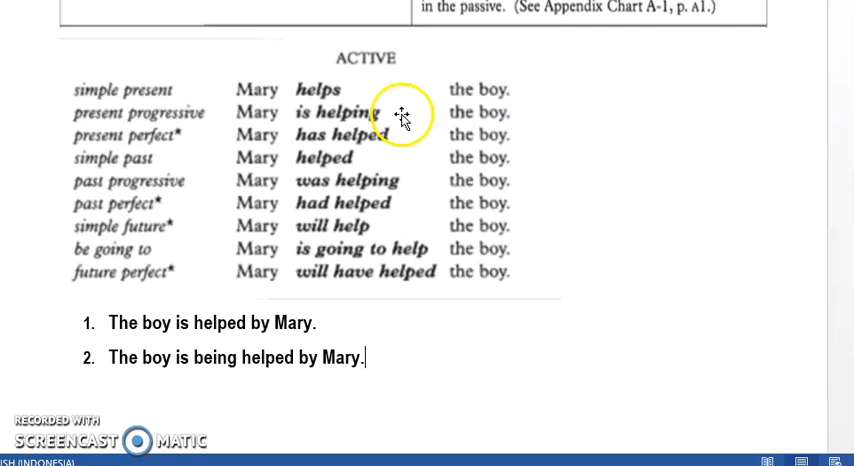 in the passive. (See Appendix Chart A-1, p. A1.)
ACTIVE
simple present Mary helps the boy.
present progressive Mary is helping the boy.
present perfect* Mary has helped the boy.
simple past Mary helped the boy.
past progressive Mary was helping the boy.
past perfect* Mary had helped the boy.
simple future* Mary will help the boy.
be going to Mary is going to help the boy.
future perfect* Mary will have helped the boy.
1. The boy is helped by Mary.
2. The boy is being helped by Mary.
RECORDED WITH
SCREENCAST MATIC
ISH (INDONESIA)